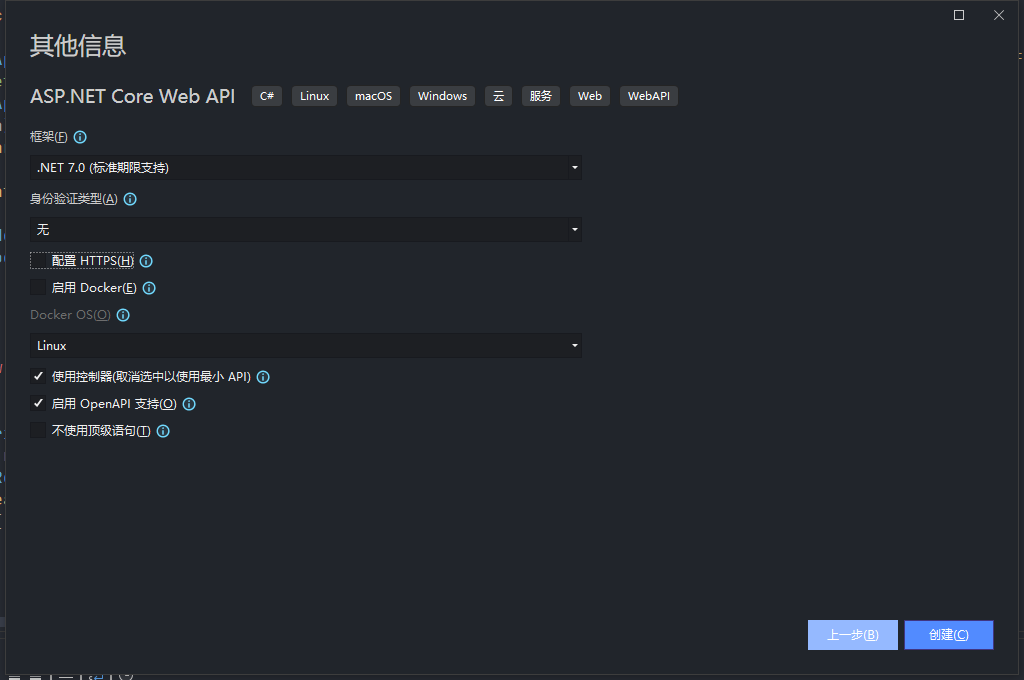 其他信息
ASP.NET Core Web API C# Linux macOS Windows 云 服务 Web WebAPI
框架(F)
.NET 7.0 (标准期限支持)
身份验证类型(A)
无
配置 HTTPS(H)
启用 Docker(E)
Docker OS(O)
Linux
使用控制器(取消选中以使用最小 API)
启用 OpenAPI 支持(O)
不使用顶级语句(T)
上一步(B) 创建(C)